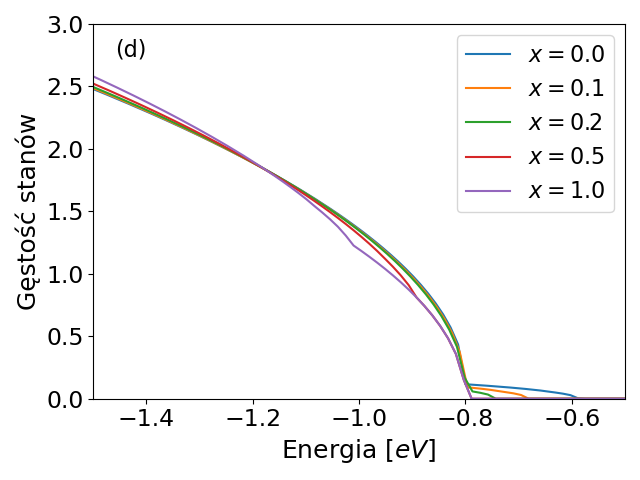 (d)
x = 0.0
x = 0.1
x = 0.2
x = 0.5
x = 1.0
Gęstość stanów
3.0
2.5
2.0
1.5
1.0
0.5
0.0
−1.4 −1.2 −1.0 −0.8 −0.6
Energia [eV]